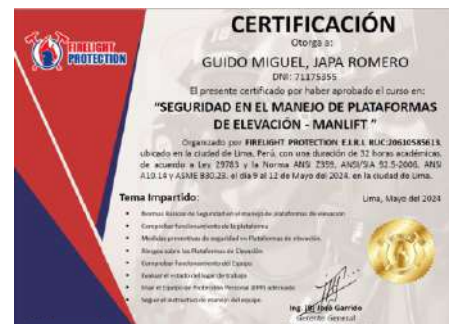 FIRELIGHT
PROTECTION
CERTIFICACIÓN
Otorga a:
GUIDO MIGUEL, JAPA ROMERO
DNI: 71175355
El presente certificado por haber aprobado el curso en:
"SEGURIDAD EN EL MANEJO DE PLATAFORMAS
DE ELEVACIÓN - MANLIFT "
Organizado por FIRELIGHT PROTECTION E.I.R.L RUC:20610585613,
ubicado en la ciudad de Lima, Perú, con una duración de 32 horas académicas,
de acuerdo a Ley 29783 y la Norma ANSI Z359, ANSI/SIA 92.5-2006, ANSI
A10.14 y ASME B30.23, el día 9 al 12 de Mayo del 2024, en la ciudad de Lima.
Tema Impartido:
Lima, Mayo del 2024
Normas Básicas de Seguridad en el manejo de plataformas de elevación
Comprobar funcionamiento de la plataforma
Medidas preventivas de seguridad en Plataformas de elevación.
Riesgos sobre las Plataformas de Elevación
Comprobar Funcionamiento del Equipo.
Evaluar el estado del lugar de trabajo
Usar el Equipo de Protección Personal (EPP) adecuado
Seguir el instructivo de manejo del equipo.
Ing. José Garrido
Gerente General